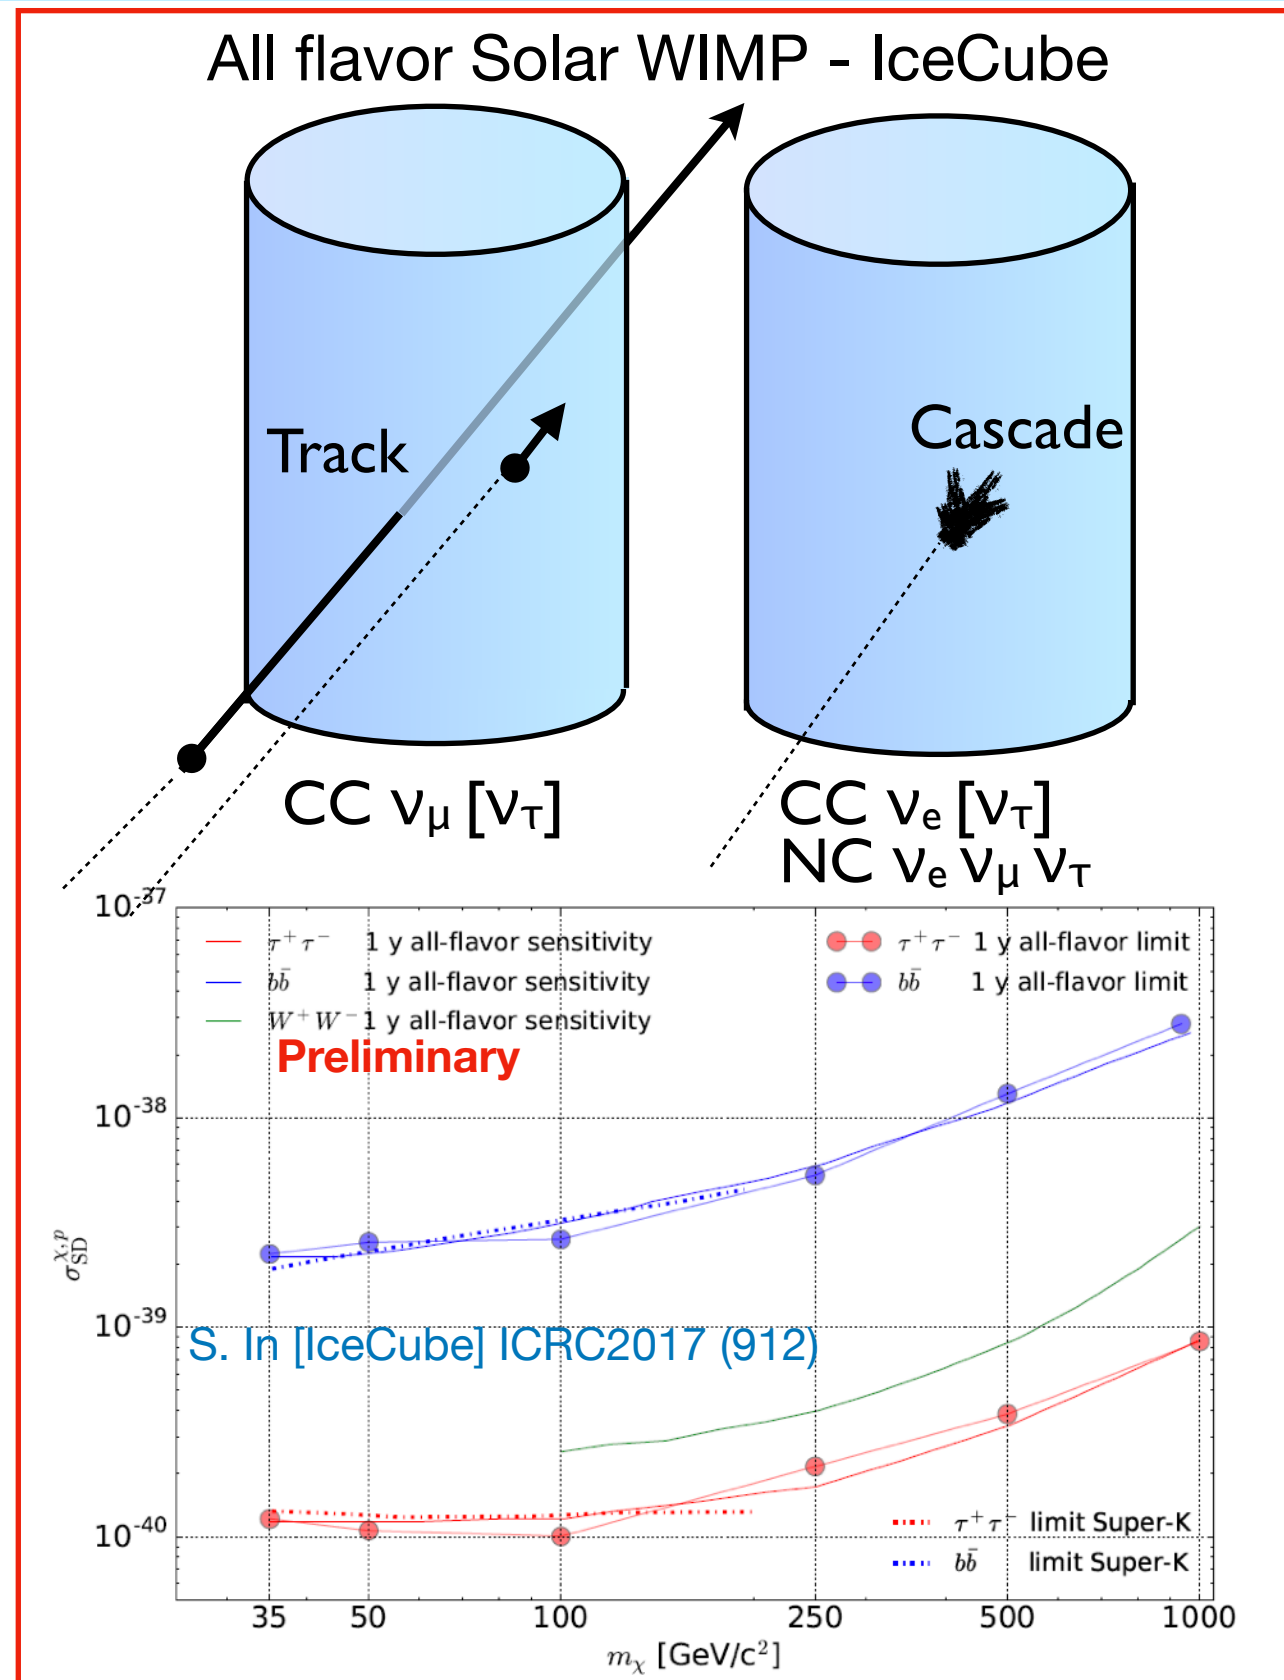 All flavor Solar WIMP - IceCube
Track
Cascade
CC νμ [ντ]
CC νe [ντ]
NC νe νμ ντ
τ⁺τ⁻ 1 y all-flavor sensitivity
bb̄ 1 y all-flavor sensitivity
W⁺W⁻ 1 y all-flavor sensitivity
Preliminary
τ⁺τ⁻ 1 y all-flavor limit
bb̄ 1 y all-flavor limit
10⁻³⁷
10⁻³⁸
10⁻³⁹
10⁻⁴⁰
σ_SD^χ,p
S. In [IceCube] ICRC2017 (912)
τ⁺τ⁻ limit Super-K
bb̄ limit Super-K
35 50 100 250 500 1000
mχ [GeV/c²]